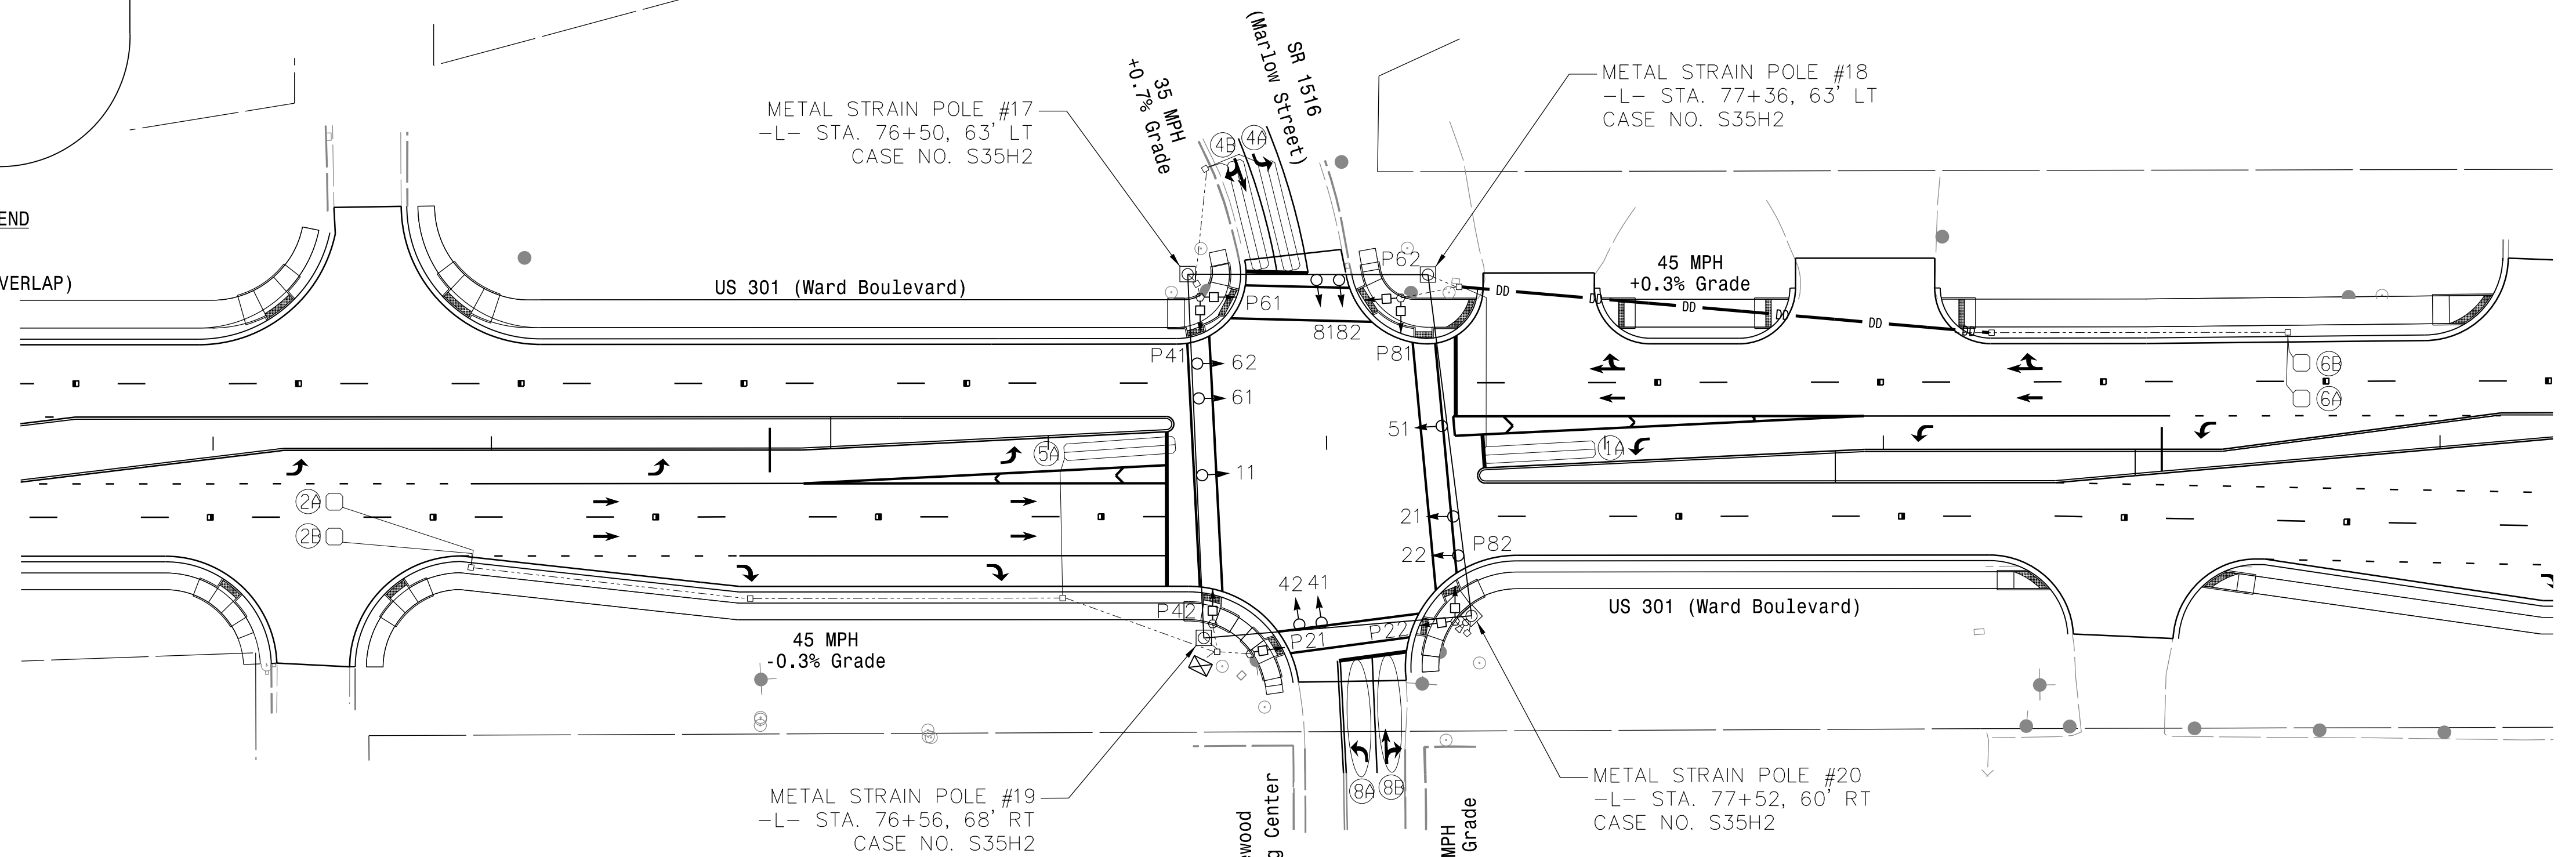 END
VERLAP)
METAL STRAIN POLE #17
-L- STA. 76+50, 63' LT
CASE NO. S35H2
35 MPH
+0.7% Grade
SR 1516
(Marlow Street)
METAL STRAIN POLE #18
-L- STA. 77+36, 63' LT
CASE NO. S35H2
4B
4A
US 301 (Ward Boulevard)
P61
P62
45 MPH
+0.3% Grade
DD
DD
DD
DD
DD
DD
8182
P41
P81
62
61
51
11
21
22
P82
6B
6A
5A
1A
2A
2B
42 41
P42
P21
P22
45 MPH
-0.3% Grade
US 301 (Ward Boulevard)
8A
8B
METAL STRAIN POLE #19
-L- STA. 76+56, 68' RT
CASE NO. S35H2
ewood
g Center
MPH
Grade
METAL STRAIN POLE #20
-L- STA. 77+52, 60' RT
CASE NO. S35H2